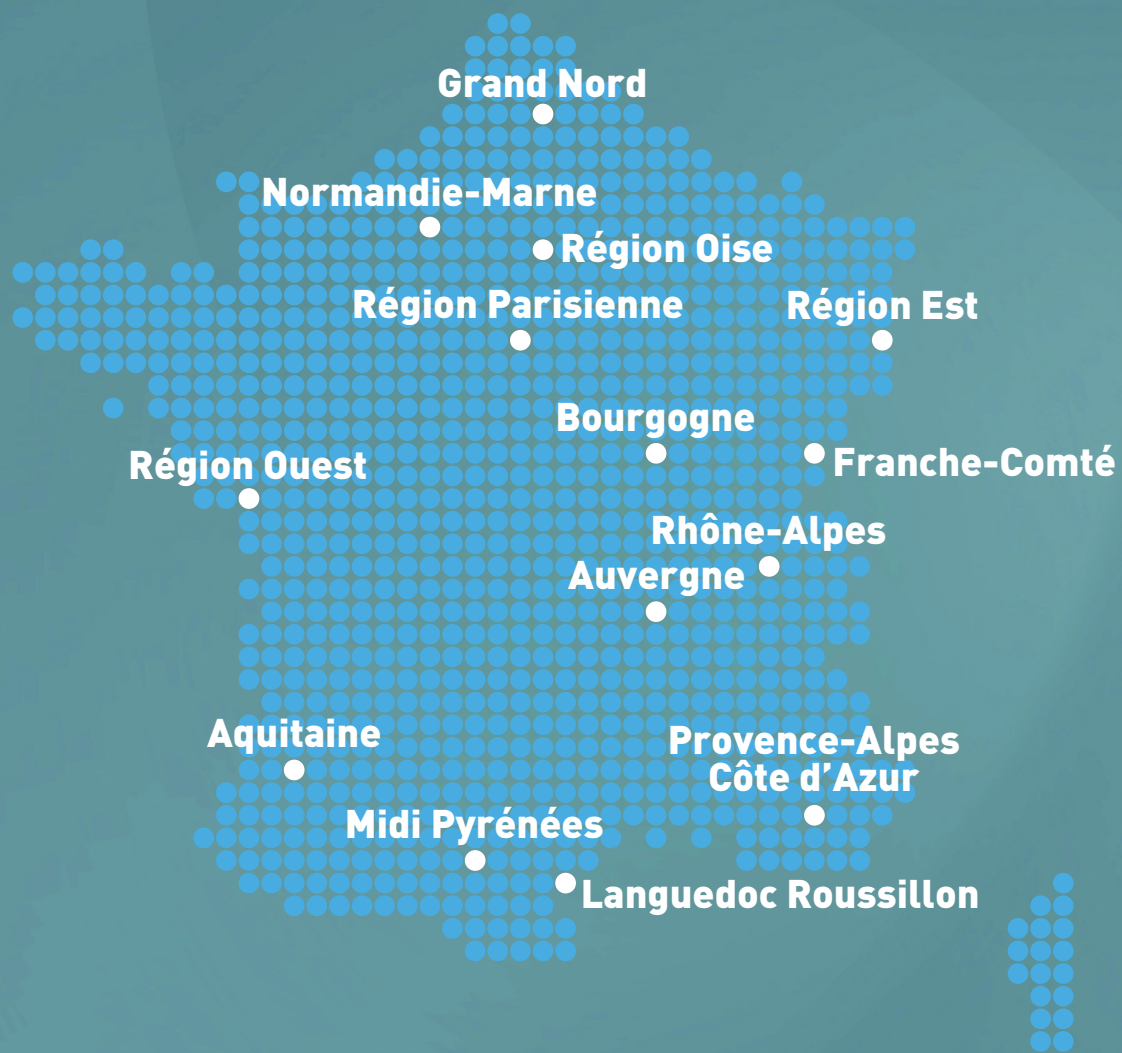 Grand Nord
Normandie-Marne
Région Oise
Région Parisienne
Région Est
Bourgogne
Franche-Comté
Région Ouest
Rhône-Alpes
Auvergne
Aquitaine
Provence-Alpes
Côte d'Azur
Midi Pyrénées
Languedoc Roussillon